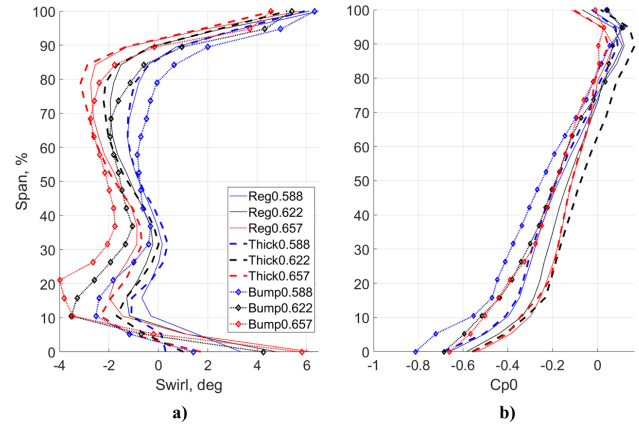 100
90
80
70
60
50
40
30
20
10
0
Span, %
-4
-2
0
2
4
6
Swirl, deg
Reg0.588
Reg0.622
Reg0.657
Thick0.588
Thick0.622
Thick0.657
Bump0.588
Bump0.622
Bump0.657
a)
100
90
80
70
60
50
40
30
20
10
0
-1
-0.8
-0.6
-0.4
-0.2
0
Cp0
b)